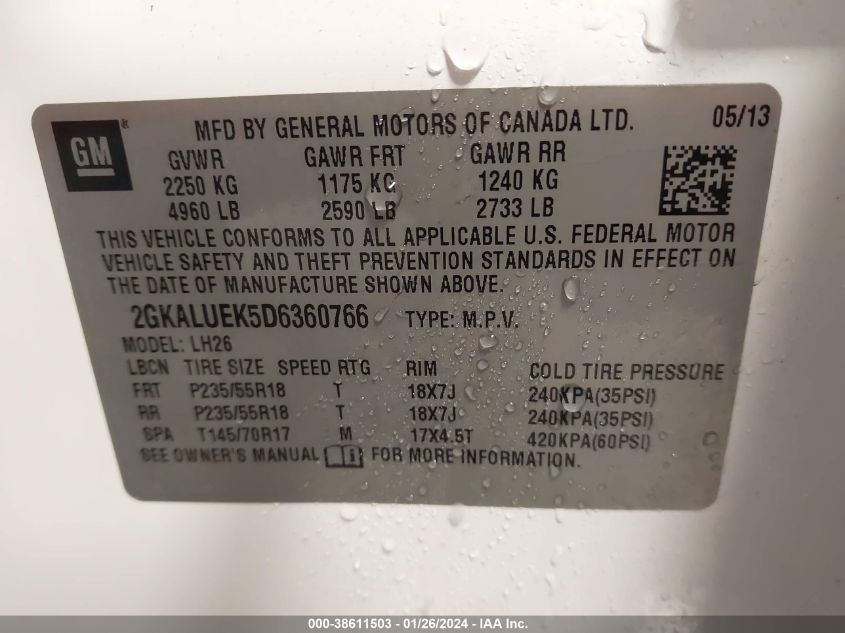 GM®
MFD BY GENERAL MOTORS OF CANADA LTD. 05/13
GVWR GAWR FRT GAWR RR
2250 KG 1175 KG 1240 KG
4960 LB 2590 LB 2733 LB
THIS VEHICLE CONFORMS TO ALL APPLICABLE U.S. FEDERAL MOTOR
VEHICLE SAFETY AND THEFT PREVENTION STANDARDS IN EFFECT ON
THE DATE OF MANUFACTURE SHOWN ABOVE.
2GKALUEK5D6360766 TYPE: M.P.V.
MODEL: LH26
LBCN TIRE SIZE SPEED RTG RIM COLD TIRE PRESSURE
FRT P235/55R18 T 18X7J 240KPA(35PSI)
RR P235/55R18 T 18X7J 240KPA(35PSI)
SPA T145/70R17 M 17X4.5T 420KPA(60PSI)
SEE OWNER'S MANUAL i FOR MORE INFORMATION.
000-38611503 - 01/26/2024 - IAA Inc.